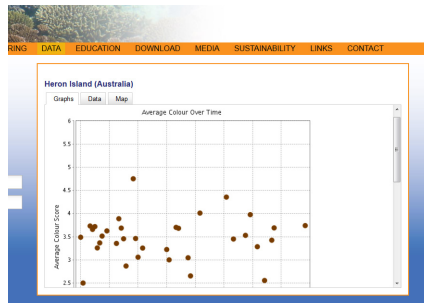 RING DATA EDUCATION DOWNLOAD MEDIA SUSTAINABILITY LINKS CONTACT
Heron Island (Australia)
Graphs Data Map
Average Colour Over Time
6
5.5
5
4.5
4
3.5
3
2.5
Average Colour Score